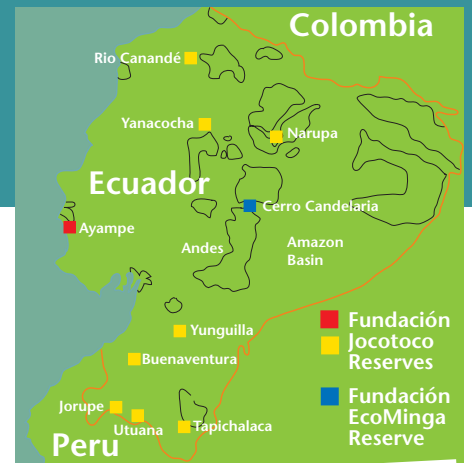 Colombia
Rio Canandé
Yanacocha
Narupa
Ecuador
Cerro Candelaria
Ayampe
Andes
Amazon
Basin
Yunguilla
Buenaventura
Jorupe
Utuana
Tapichalaca
Peru
Fundación
Jocotoco
Reserves
Fundación
EcoMinga
Reserve